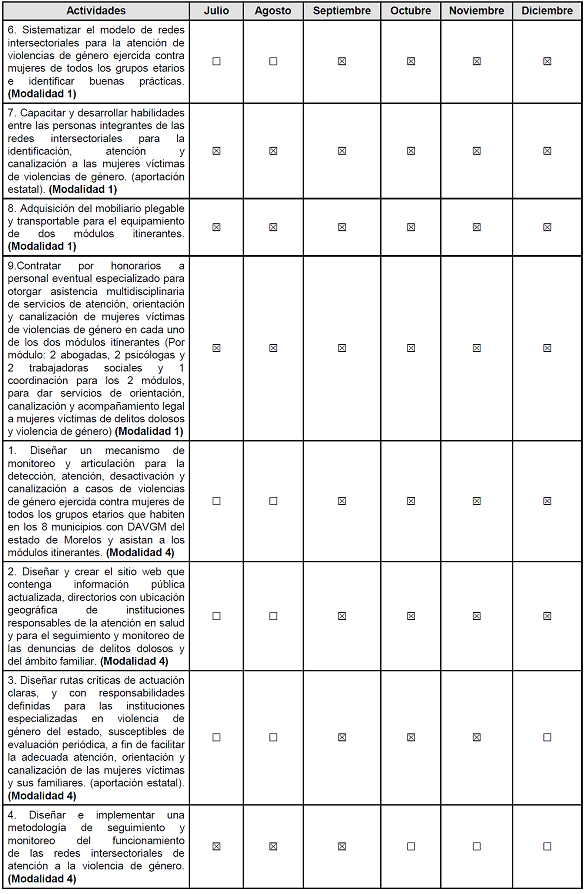 Actividades Julio Agosto Septiembre Octubre Noviembre Diciembre
6. Sistematizar el modelo de redes
intersectoriales para la atención de
violencias de género ejercida contra
mujeres de todos los grupos etarios
e identificar buenas prácticas.
(Modalidad 1)
☐ ☐ ☒ ☒ ☒ ☒
7. Capacitar y desarrollar habilidades
entre las personas integrantes de las
redes intersectoriales para la
identificación, atención y
canalización a las mujeres víctimas
de violencias de género. (aportación
estatal). (Modalidad 1)
☒ ☒ ☒ ☒ ☒ ☒
8. Adquisición del mobiliario plegable
y transportable para el equipamiento
de dos módulos itinerantes.
(Modalidad 1)
☒ ☒ ☒ ☒ ☒ ☒
9.Contratar por honorarios a
personal eventual especializado para
otorgar asistencia multidisciplinaria
de servicios de atención, orientación
y canalización de mujeres víctimas
de violencias de género en cada uno
de los dos módulos itinerantes (Por
módulo: 2 abogadas, 2 psicólogas y
2 trabajadoras sociales y 1
coordinación para los 2 módulos,
para dar servicios de orientación,
canalización y acompañamiento legal
a mujeres víctimas de delitos dolosos
y violencia de género) (Modalidad 1)
☒ ☒ ☒ ☒ ☒ ☒
1. Diseñar un mecanismo de
monitoreo y articulación para la
detección, atención, desactivación y
canalización a casos de violencias
de género ejercida contra mujeres de
todos los grupos etarios que habiten
en los 8 municipios con DAVGM del
estado de Morelos y asistan a los
módulos itinerantes. (Modalidad 4)
☐ ☐ ☒ ☒ ☒ ☒
2. Diseñar y crear el sitio web que
contenga información pública
actualizada, directorios con ubicación
geográfica de instituciones
responsables de la atención en salud
y para el seguimiento y monitoreo de
las denuncias de delitos dolosos y
del ámbito familiar. (Modalidad 4)
☐ ☐ ☒ ☒ ☒ ☒
3. Diseñar rutas críticas de actuación
claras, y con responsabilidades
definidas para las instituciones
especializadas en violencia de
género del estado, susceptibles de
evaluación periódica, a fin de facilitar
la adecuada atención, orientación y
canalización de las mujeres víctimas
y sus familiares. (aportación estatal).
(Modalidad 4)
☐ ☐ ☒ ☒ ☒ ☐
4. Diseñar e implementar una
metodología de seguimiento y
monitoreo del funcionamiento
de las redes intersectoriales de
atención a la violencia de género.
(Modalidad 4)
☒ ☒ ☒ ☐ ☐ ☐